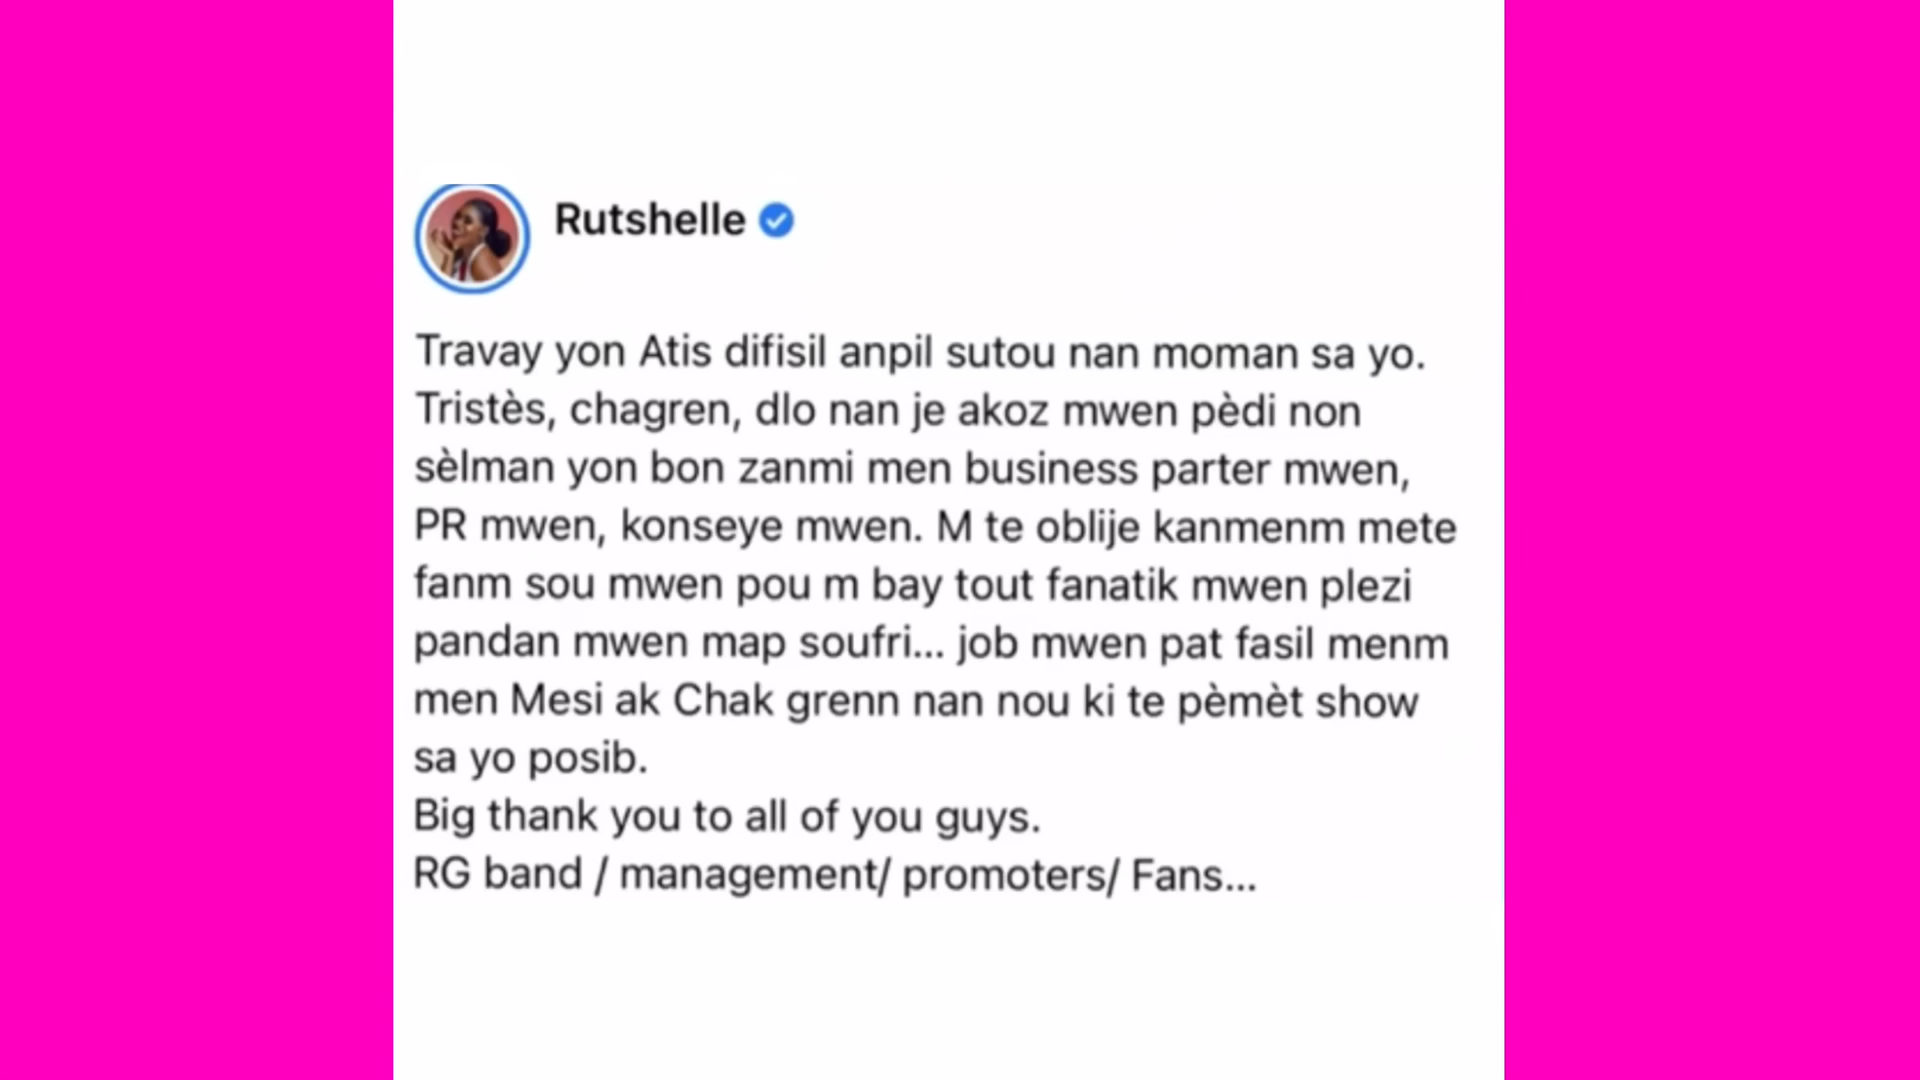 Rutshelle
Travay yon Atis difisil anpil sutou nan moman sa yo.
Tristès, chagren, dlo nan je akoz mwen pèdi non
sèlman yon bon zanmi men business parter mwen,
PR mwen, konseye mwen. M te oblije kanmenm mete
fanm sou mwen pou m bay tout fanatik mwen plezi
pandan mwen map soufri... job mwen pat fasil menm
men Mesi ak Chak grenn nan nou ki te pèmèt show
sa yo posib.
Big thank you to all of you guys.
RG band / management/ promoters/ Fans...